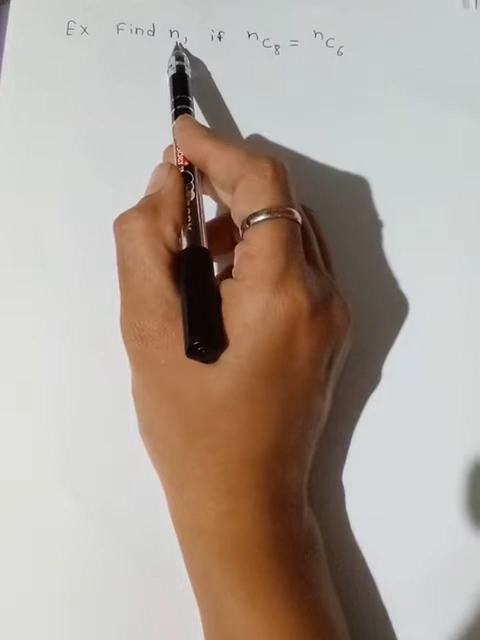 Ex Find n, if ⁿC₈ = ⁿC₆